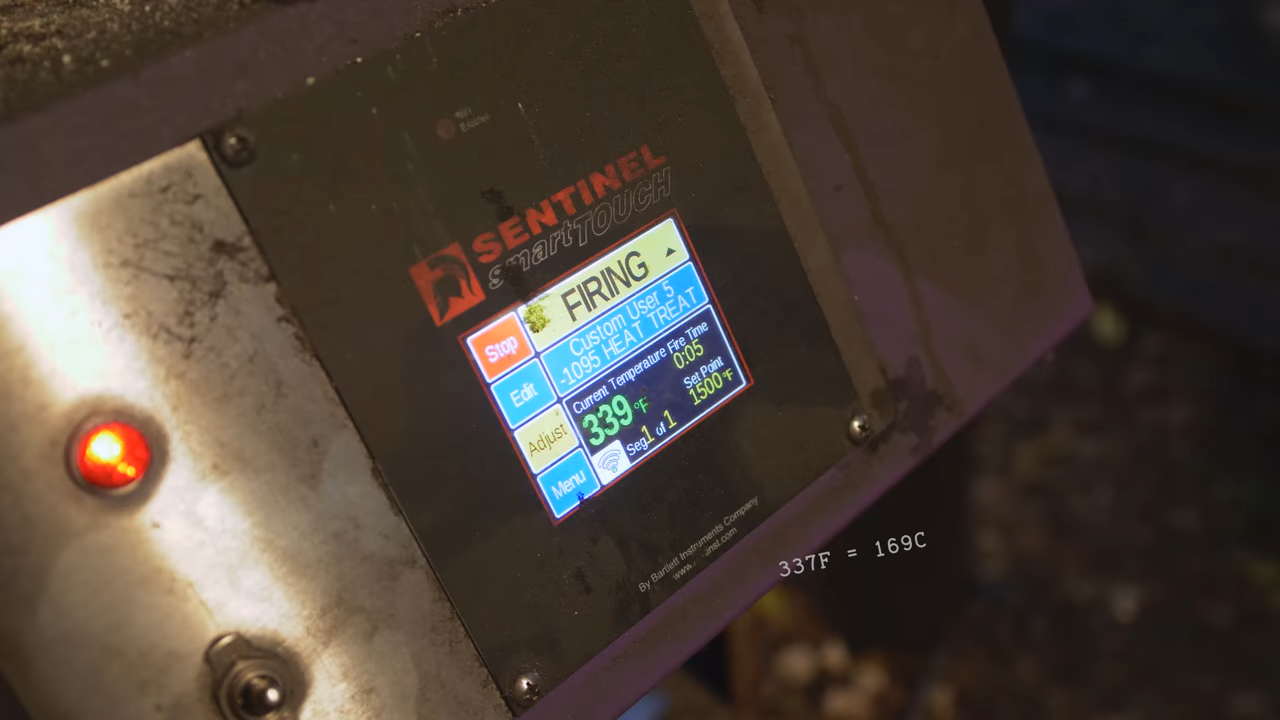 SENTINEL
smartTOUCH
FIRING
Stop
Custom User 5
-1095 HEAT TREAT
Edit
Current Temperature Fire Time
0:05
339 °F
Set Point
1500°F
Adjust
Seg 1 of 1
Menu
By Bartlett Instruments Company
337F = 169C